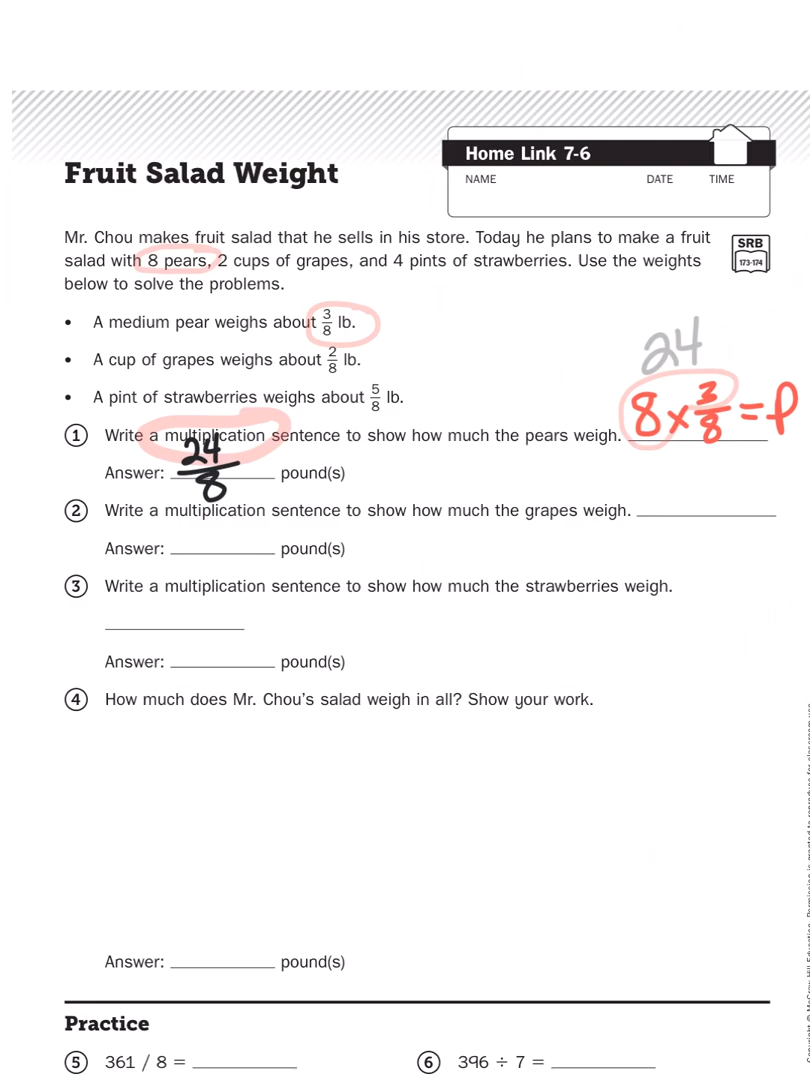 Home Link 7-6
Fruit Salad Weight
NAME DATE TIME
Mr. Chou makes fruit salad that he sells in his store. Today he plans to make a fruit
salad with 8 pears, 2 cups of grapes, and 4 pints of strawberries. Use the weights
below to solve the problems.
SRB
173-174
• A medium pear weighs about 3/8 lb.
• A cup of grapes weighs about 2/8 lb.
• A pint of strawberries weighs about 5/8 lb.
24
① Write a multiplication sentence to show how much the pears weigh. 8 × 3/8 = P
Answer: 24/8 pound(s)
② Write a multiplication sentence to show how much the grapes weigh. ______
Answer: ______ pound(s)
③ Write a multiplication sentence to show how much the strawberries weigh.
______
Answer: ______ pound(s)
④ How much does Mr. Chou's salad weigh in all? Show your work.
Answer: ______ pound(s)
Practice
⑤ 361 / 8 = ______ ⑥ 396 ÷ 7 = ______